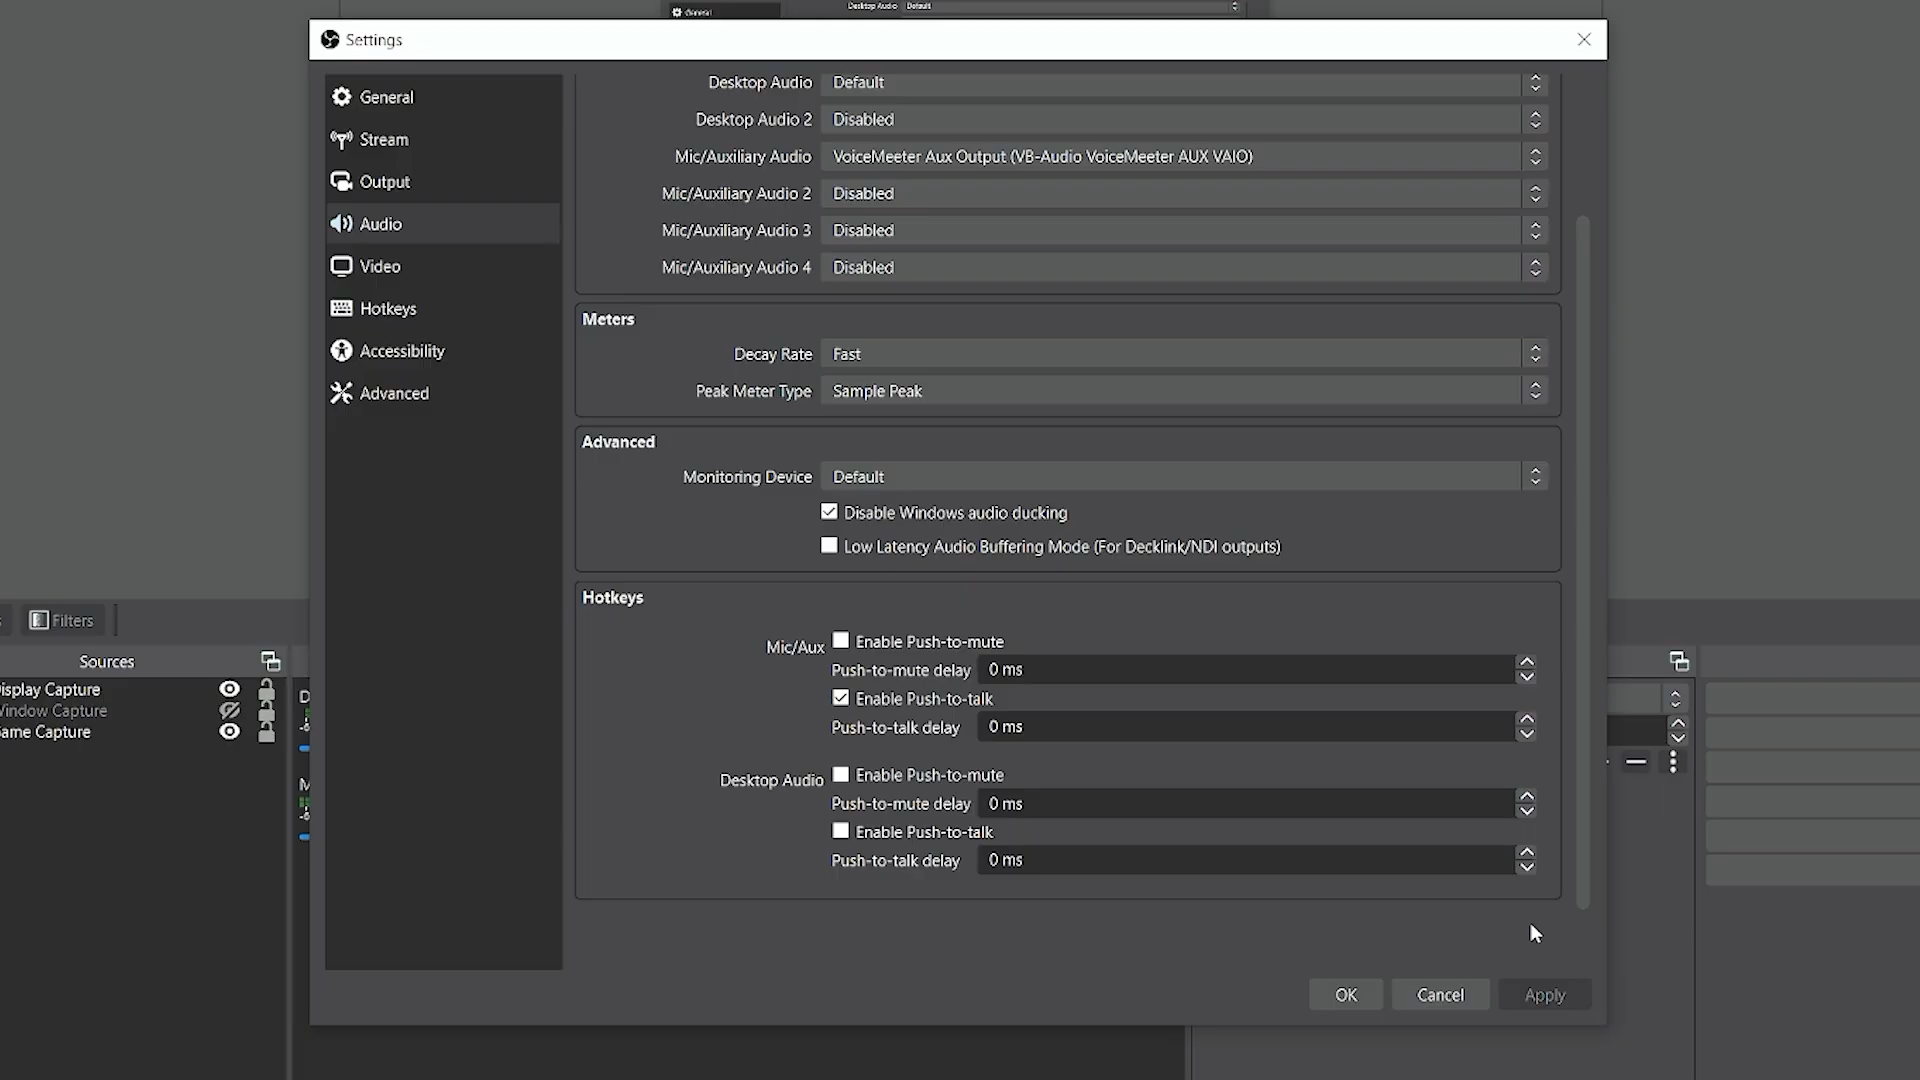 General
Desktop Audio Default
Settings
General
Stream
Output
Audio
Video
Hotkeys
Accessibility
Advanced
Desktop Audio Default
Desktop Audio 2 Disabled
Mic/Auxiliary Audio VoiceMeeter Aux Output (VB-Audio VoiceMeeter AUX VAIO)
Mic/Auxiliary Audio 2 Disabled
Mic/Auxiliary Audio 3 Disabled
Mic/Auxiliary Audio 4 Disabled
Meters
Decay Rate Fast
Peak Meter Type Sample Peak
Advanced
Monitoring Device Default
Disable Windows audio ducking
Low Latency Audio Buffering Mode (For Decklink/NDI outputs)
Hotkeys
Mic/Aux Enable Push-to-mute
Push-to-mute delay 0 ms
Enable Push-to-talk
Push-to-talk delay 0 ms
Desktop Audio Enable Push-to-mute
Push-to-mute delay 0 ms
Enable Push-to-talk
Push-to-talk delay 0 ms
OK Cancel Apply
Filters
Sources
isplay Capture
indow Capture
ame Capture